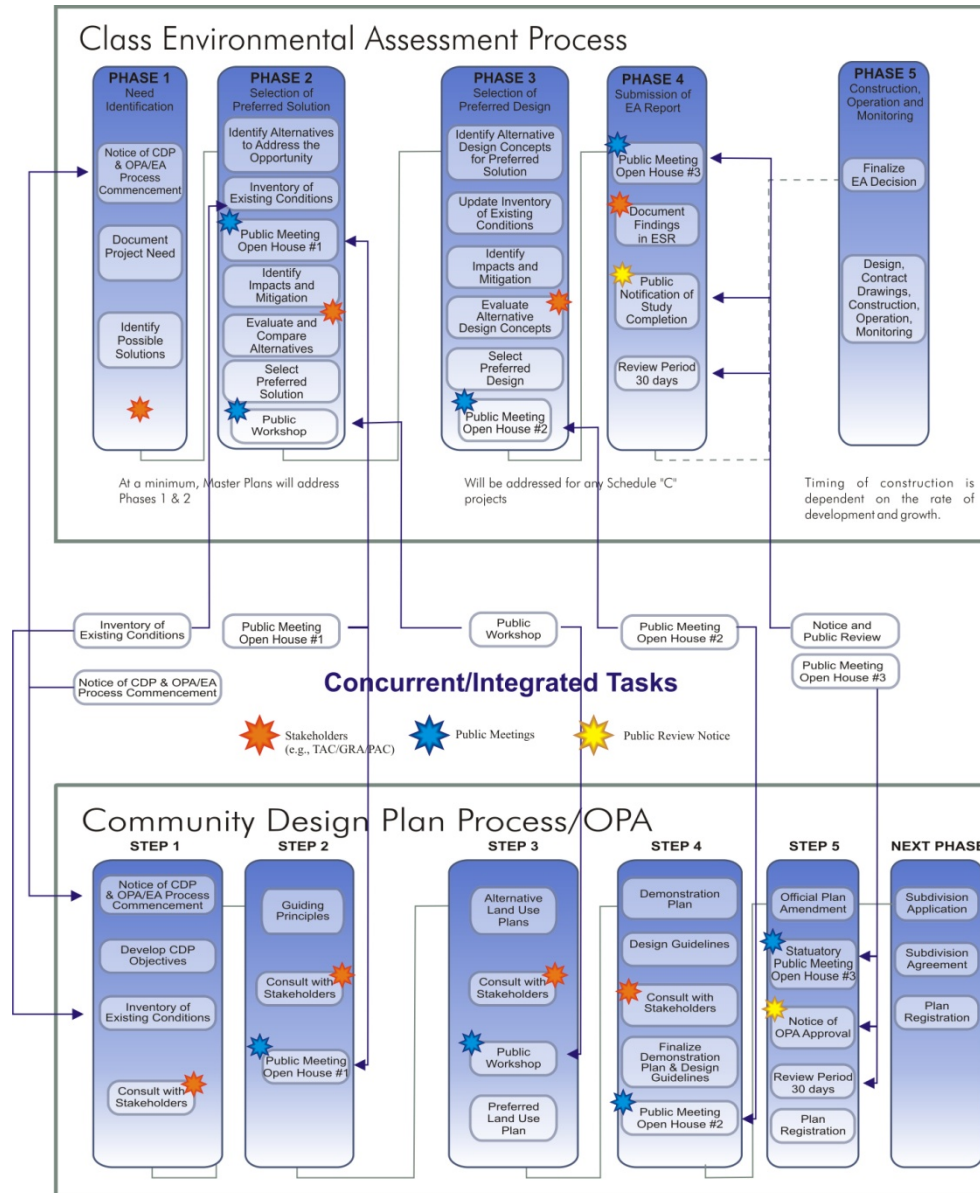 Class Environmental Assessment Process
PHASE 1
Need
Identification
Notice of CDP
& OPA/EA
Process
Commencement
Document
Project Need
Identify
Possible
Solutions
PHASE 2
Selection of
Preferred Solution
Identify Alternatives
to Address the
Opportunity
Inventory of
Existing Conditions
Public Meeting
Open House #1
Identify
Impacts and
Mitigation
Evaluate and
Compare
Alternatives
Select
Preferred
Solution
Public
Workshop
PHASE 3
Selection of
Preferred Design
Identify Alternative
Design Concepts
for Preferred
Solution
Update Inventory
of Existing
Conditions
Identify
Impacts and
Mitigation
Evaluate
Alternative
Design Concepts
Select
Preferred
Design
Public Meeting
Open House #2
PHASE 4
Submission of
EA Report
Public Meeting
Open House #3
Document
Findings
in ESR
Public
Notification of
Study
Completion
Review Period
30 days
PHASE 5
Construction,
Operation and
Monitoring
Finalize
EA Decision
Design,
Contract
Drawings,
Construction,
Operation,
Monitoring
At a minimum, Master Plans will address
Phases 1 & 2
Will be addressed for any Schedule "C"
projects
Timing of construction is
dependent on the rate of
development and growth.
Inventory of
Existing Conditions
Public Meeting
Open House #1
Public
Workshop
Public Meeting
Open House #2
Notice and
Public Review
Notice of CDP & OPA/EA
Process Commencement
Public Meeting
Open House #3
Concurrent/Integrated Tasks
Stakeholders
(e.g., TAC/GRA/PAC)
Public Meetings
Public Review Notice
Community Design Plan Process/OPA
STEP 1
Notice of CDP
& OPA/EA Process
Commencement
Develop CDP
Objectives
Inventory of
Existing Conditions
Consult with
Stakeholders
STEP 2
Guiding
Principles
Consult with
Stakeholders
Public Meeting
Open House #1
STEP 3
Alternative
Land Use
Plans
Consult with
Stakeholders
Public
Workshop
Preferred
Land Use
Plan
STEP 4
Demonstration
Plan
Design Guidelines
Consult with
Stakeholders
Finalize
Demonstration
Plan & Design
Guidelines
Public Meeting
Open House #2
STEP 5
Official Plan
Amendment
Statuatory
Public Meeting
Open House #3
Notice of
OPA Approval
Review Period
30 days
Plan
Registration
NEXT PHASE
Subdivision
Application
Subdivision
Agreement
Plan
Registration